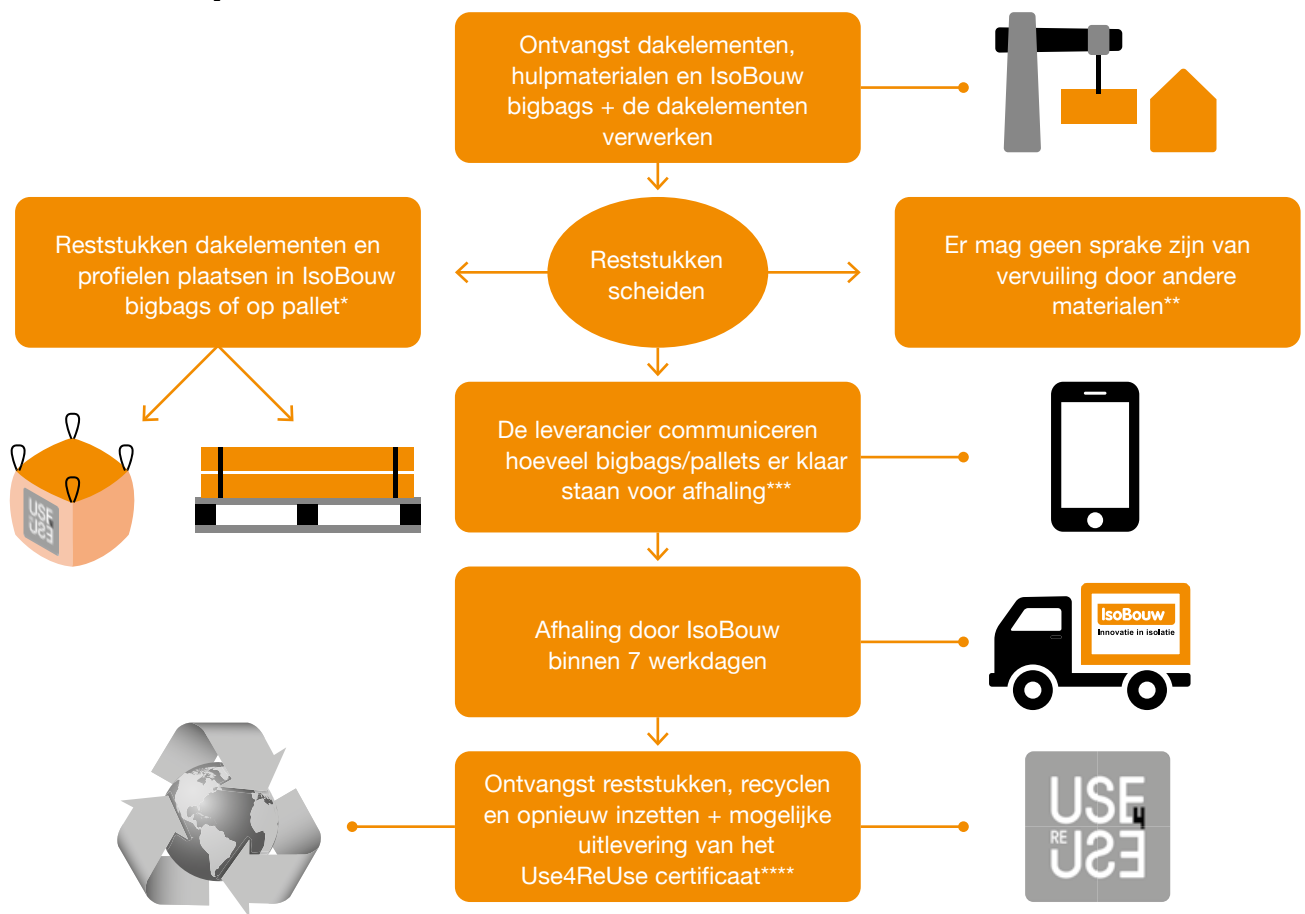 Ontvangst dakelementen,
hulpmaterialen en IsoBouw
bigbags + de dakelementen
verwerken
Reststukken dakelementen en
profielen plaatsen in IsoBouw
bigbags of op pallet*
Reststukken
scheiden
Er mag geen sprake zijn van
vervuiling door andere
materialen**
USE
USE
De leverancier communiceren
hoeveel bigbags/pallets er klaar
staan voor afhaling***
Afhaling door IsoBouw
binnen 7 werkdagen
IsoBouw
Innovatie in isolatie
Ontvangst reststukken, recyclen
en opnieuw inzetten + mogelijke
uitlevering van het
Use4ReUse certificaat****
USE
4
RE
USE